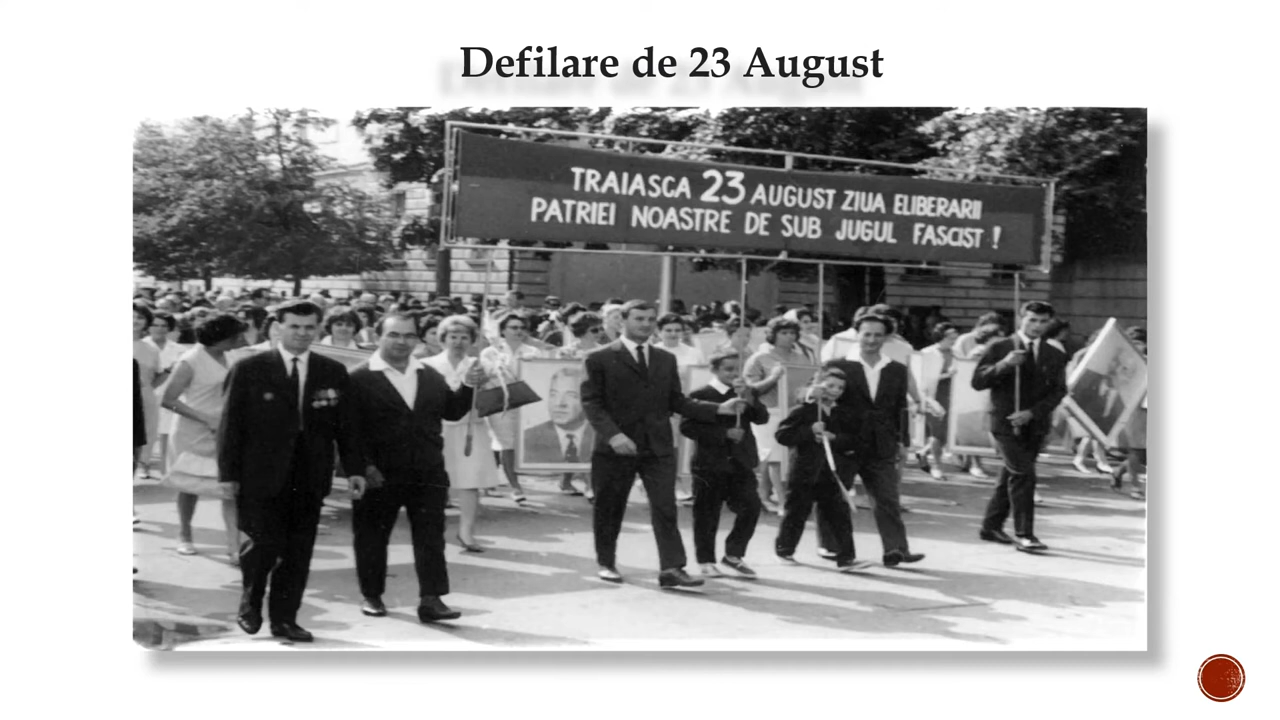 Defilare de 23 August
TRAIASCA 23 AUGUST ZIUA ELIBERARII
PATRIEI NOASTRE DE SUB JUGUL FASCIST !